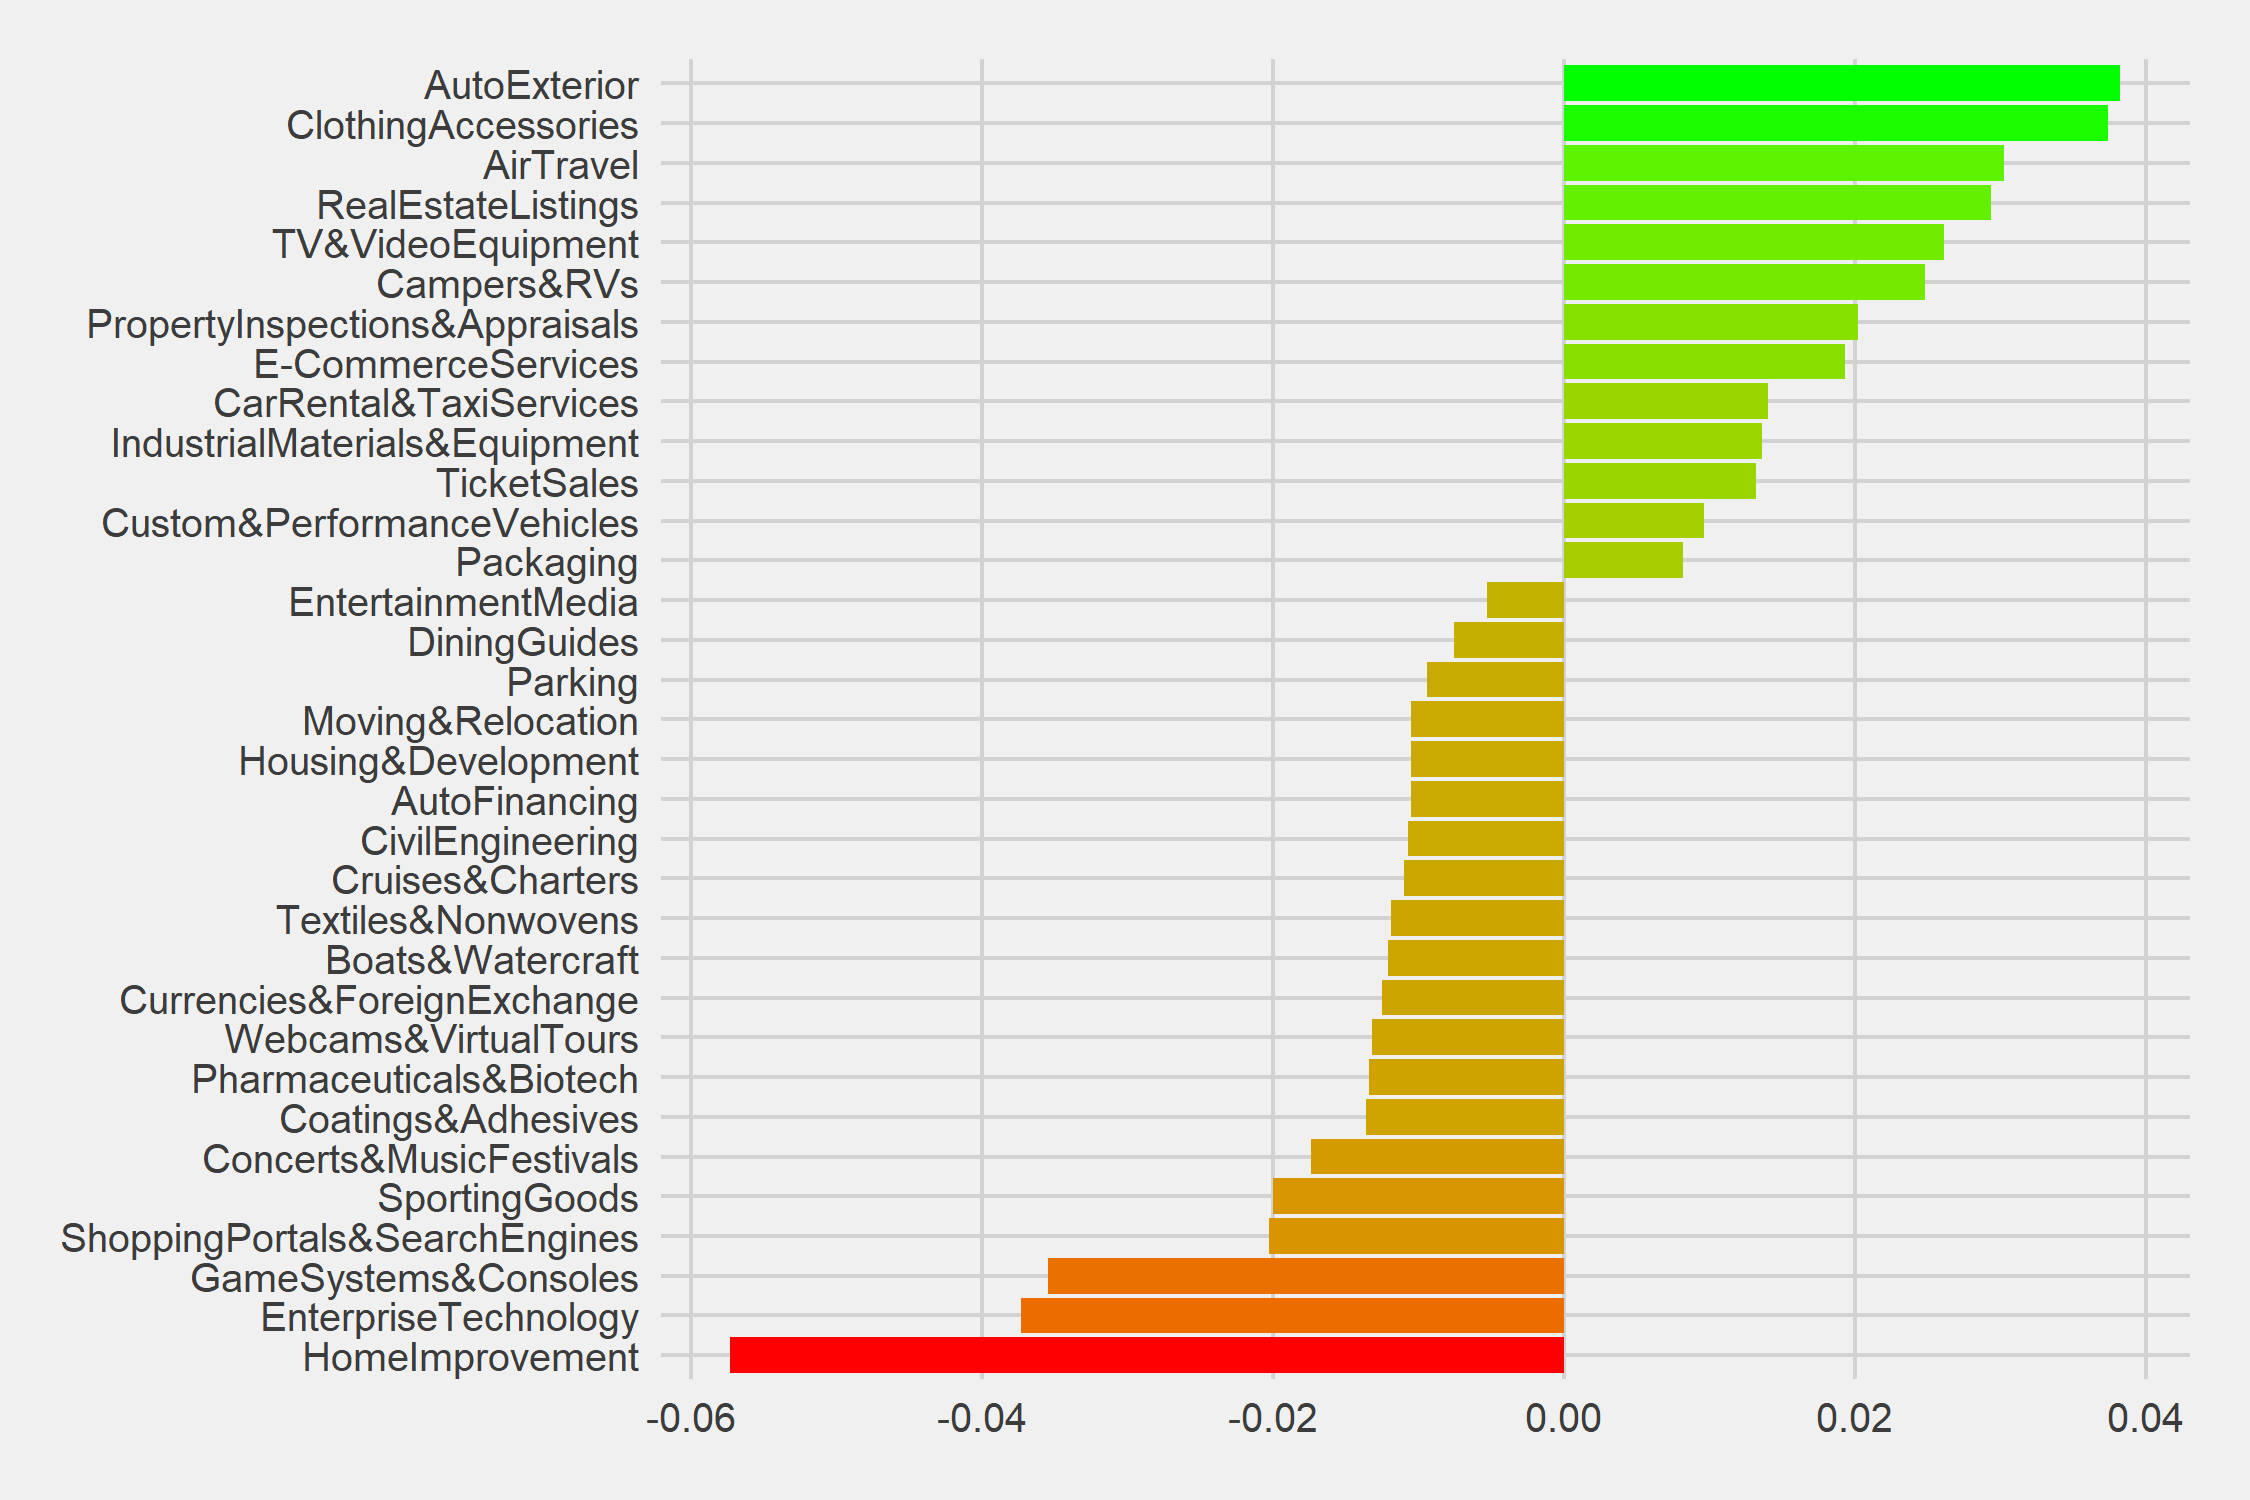 AutoExterior
ClothingAccessories
AirTravel
RealEstateListings
TV&VideoEquipment
Campers&RVs
PropertyInspections&Appraisals
E-CommerceServices
CarRental&TaxiServices
IndustrialMaterials&Equipment
TicketSales
Custom&PerformanceVehicles
Packaging
EntertainmentMedia
DiningGuides
Parking
Moving&Relocation
Housing&Development
AutoFinancing
CivilEngineering
Cruises&Charters
Textiles&Nonwovens
Boats&Watercraft
Currencies&ForeignExchange
Webcams&VirtualTours
Pharmaceuticals&Biotech
Coatings&Adhesives
Concerts&MusicFestivals
SportingGoods
ShoppingPortals&SearchEngines
GameSystems&Consoles
EnterpriseTechnology
HomeImprovement
-0.06 -0.04 -0.02 0.00 0.02 0.04